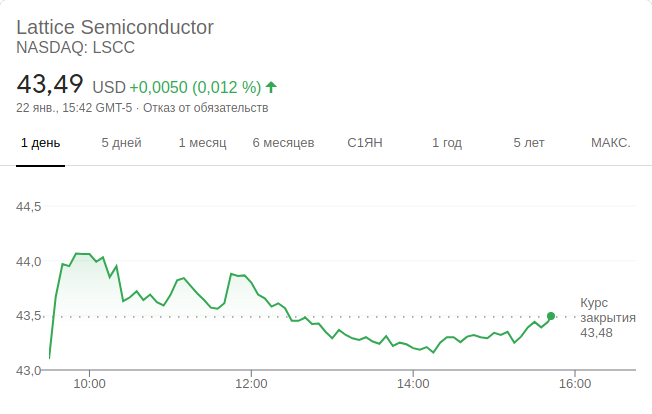 Lattice Semiconductor
NASDAQ: LSCC
43,49 USD +0,0050 (0,012 %)
22 янв., 15:42 GMT-5 · Отказ от обязательств
1 день 5 дней 1 месяц 6 месяцев С1ЯН 1 год 5 лет МАКС.
44,5
44,0
43,5
43,0
Курс
закрытия
43,48
10:00 12:00 14:00 16:00